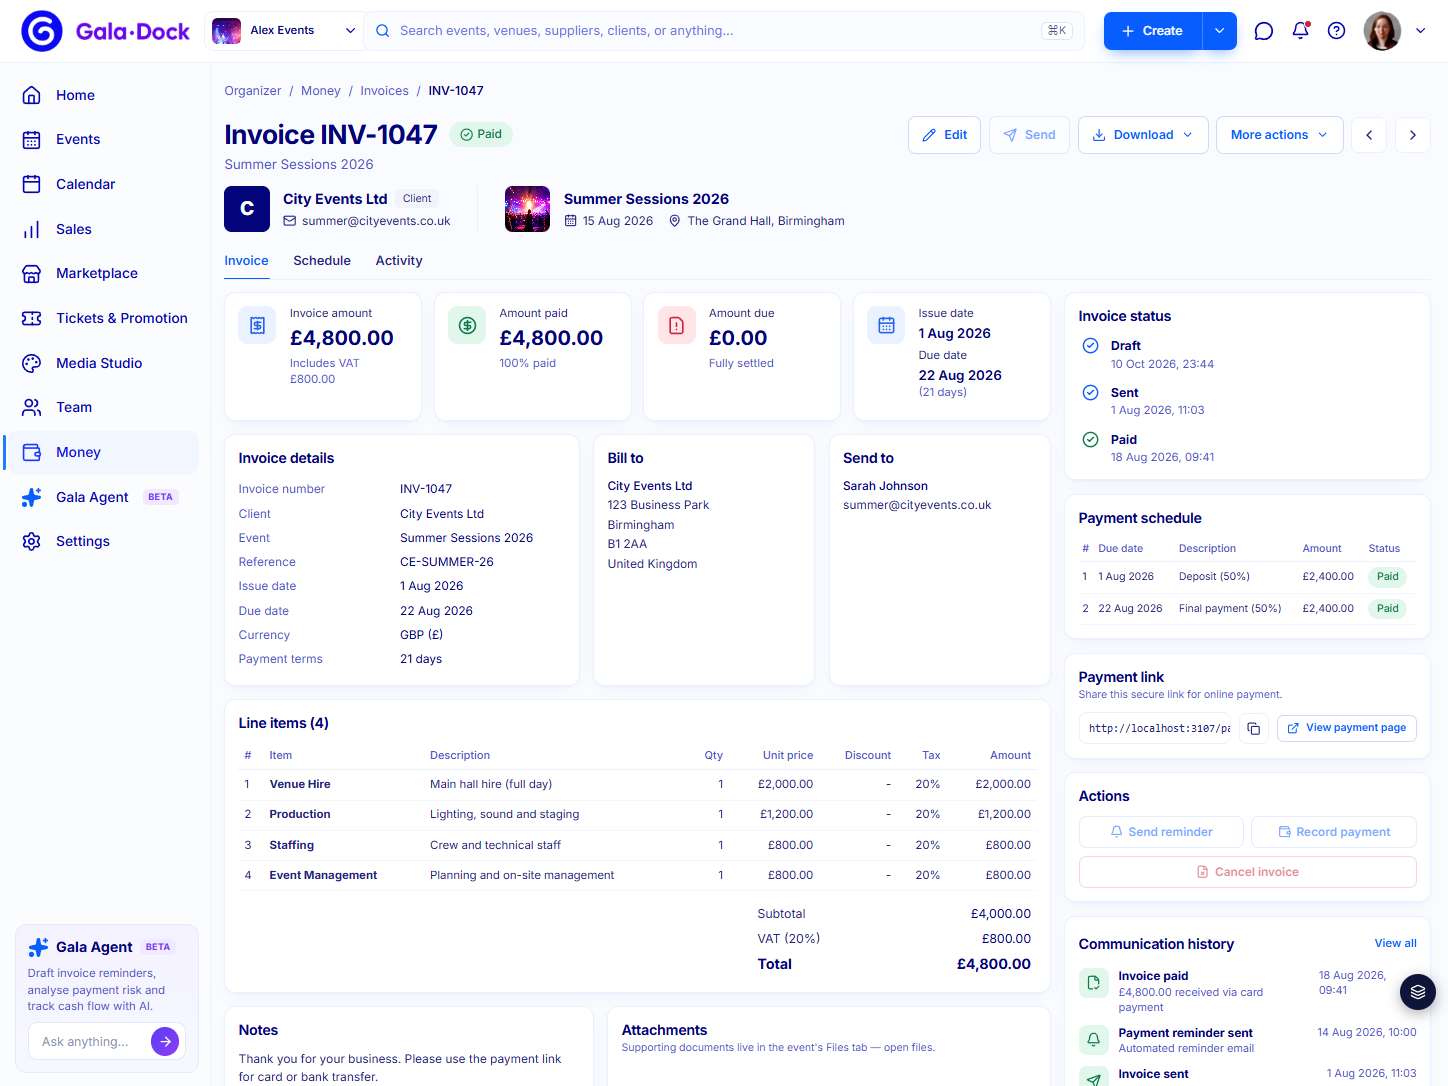 Gala·Dock
Alex Events
Search events, venues, suppliers, clients, or anything...
⌘K
Create
Home
Events
Calendar
Sales
Marketplace
Tickets & Promotion
Media Studio
Team
Money
Gala Agent BETA
Settings
Gala Agent BETA
Draft invoice reminders,
analyse payment risk and
track cash flow with AI.
Ask anything...
Organizer / Money / Invoices / INV-1047
Invoice INV-1047 Paid
Summer Sessions 2026
Edit
Send
Download
More actions
C
City Events Ltd Client
summer@cityevents.co.uk
Summer Sessions 2026
15 Aug 2026 The Grand Hall, Birmingham
Invoice Schedule Activity
Invoice amount
£4,800.00
Includes VAT
£800.00
Amount paid
£4,800.00
100% paid
Amount due
£0.00
Fully settled
Issue date
1 Aug 2026
Due date
22 Aug 2026
(21 days)
Invoice details
Invoice number INV-1047
Client City Events Ltd
Event Summer Sessions 2026
Reference CE-SUMMER-26
Issue date 1 Aug 2026
Due date 22 Aug 2026
Currency GBP (£)
Payment terms 21 days
Bill to
City Events Ltd
123 Business Park
Birmingham
B1 2AA
United Kingdom
Send to
Sarah Johnson
summer@cityevents.co.uk
Line items (4)
# Item Description Qty Unit price Discount Tax Amount
1 Venue Hire Main hall hire (full day) 1 £2,000.00 - 20% £2,000.00
2 Production Lighting, sound and staging 1 £1,200.00 - 20% £1,200.00
3 Staffing Crew and technical staff 1 £800.00 - 20% £800.00
4 Event Management Planning and on-site management 1 £800.00 - 20% £800.00
Subtotal £4,000.00
VAT (20%) £800.00
Total £4,800.00
Notes
Thank you for your business. Please use the payment link
for card or bank transfer.
Attachments
Supporting documents live in the event's Files tab — open files.
Invoice status
Draft
10 Oct 2026, 23:44
Sent
1 Aug 2026, 11:03
Paid
18 Aug 2026, 09:41
Payment schedule
# Due date Description Amount Status
1 1 Aug 2026 Deposit (50%) £2,400.00 Paid
2 22 Aug 2026 Final payment (50%) £2,400.00 Paid
Payment link
Share this secure link for online payment.
http://localhost:3107/pa
View payment page
Actions
Send reminder
Record payment
Cancel invoice
Communication history View all
Invoice paid 18 Aug 2026,
09:41
£4,800.00 received via card
payment
Payment reminder sent 14 Aug 2026, 10:00
Automated reminder email
Invoice sent 1 Aug 2026, 11:03